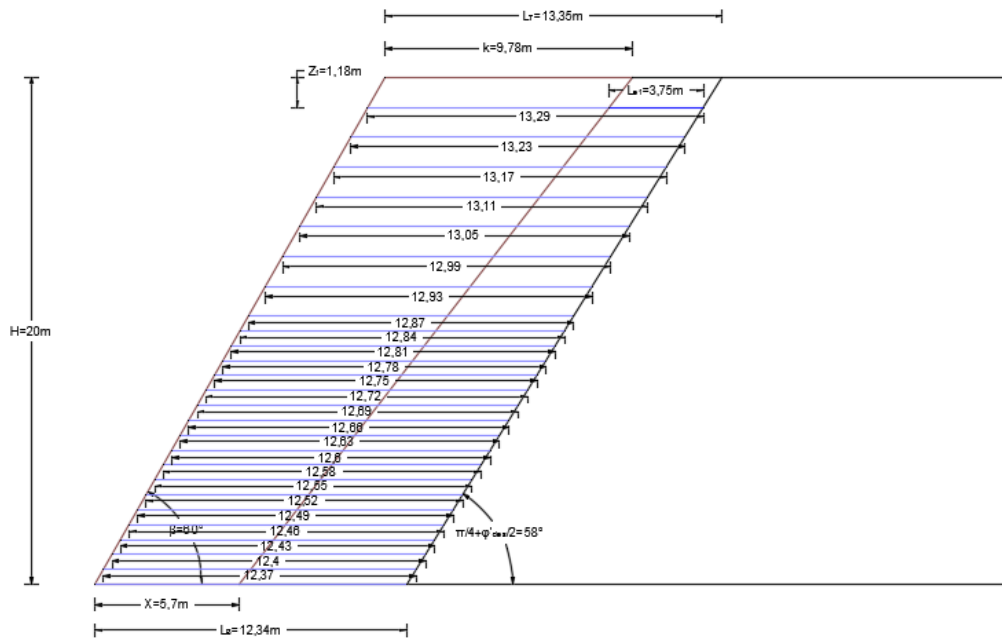 Lт=13,35m
k=9,78m
Z₁=1,18m
Lₑ₁=3,75m
13,29
13,23
13,17
13,11
13,05
12,99
12,93
H=20m
12,87
12,84
12,81
12,78
12,75
12,72
12,69
12,66
12,63
12,6
12,58
12,55
12,52
β=60°
12,49
π/4+φ'des/2=58°
12,46
12,43
12,4
12,37
X=5,7m
LB=12,34m